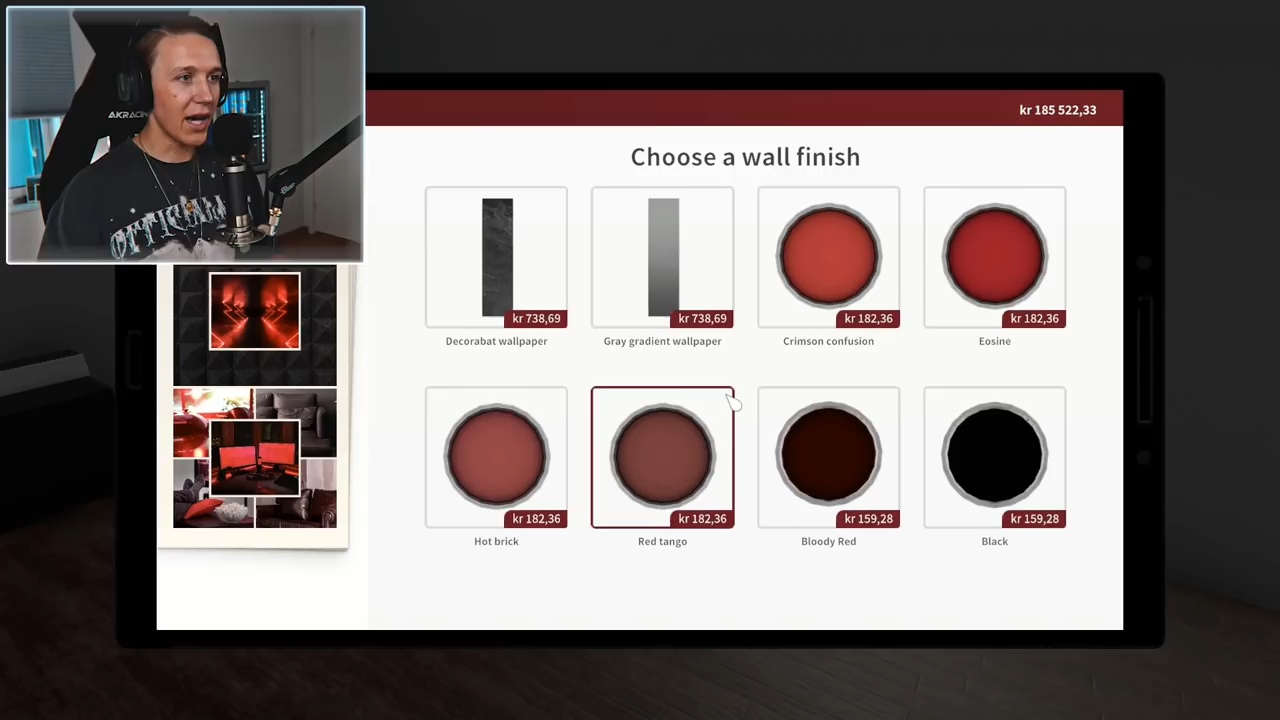 AKRACIN
OFFICIAL
kr 185 522,33
Choose a wall finish
kr 738,69
kr 738,69
kr 182,36
kr 182,36
Decorabat wallpaper
Gray gradient wallpaper
Crimson confusion
Eosine
kr 182,36
kr 182,36
kr 159,28
kr 159,28
Hot brick
Red tango
Bloody Red
Black